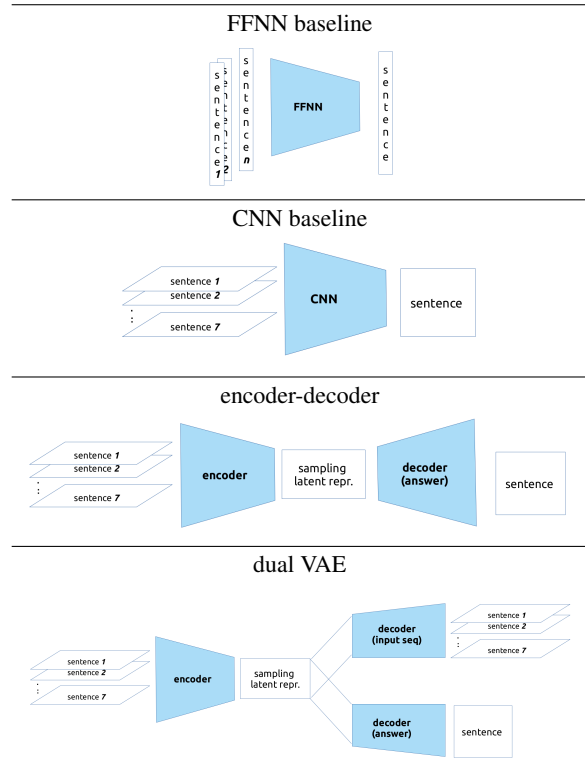 FFNN baseline
sentence 1
sentence 2
sentence n
FFNN
sentence
CNN baseline
sentence 1
sentence 2
⋮
sentence 7
CNN
sentence
encoder-decoder
sentence 1
sentence 2
⋮
sentence 7
encoder
sampling
latent repr.
decoder
(answer)
sentence
dual VAE
sentence 1
sentence 2
⋮
sentence 7
encoder
sampling
latent repr.
decoder
(input seq)
sentence 1
sentence 2
⋮
sentence 7
decoder
(answer)
sentence